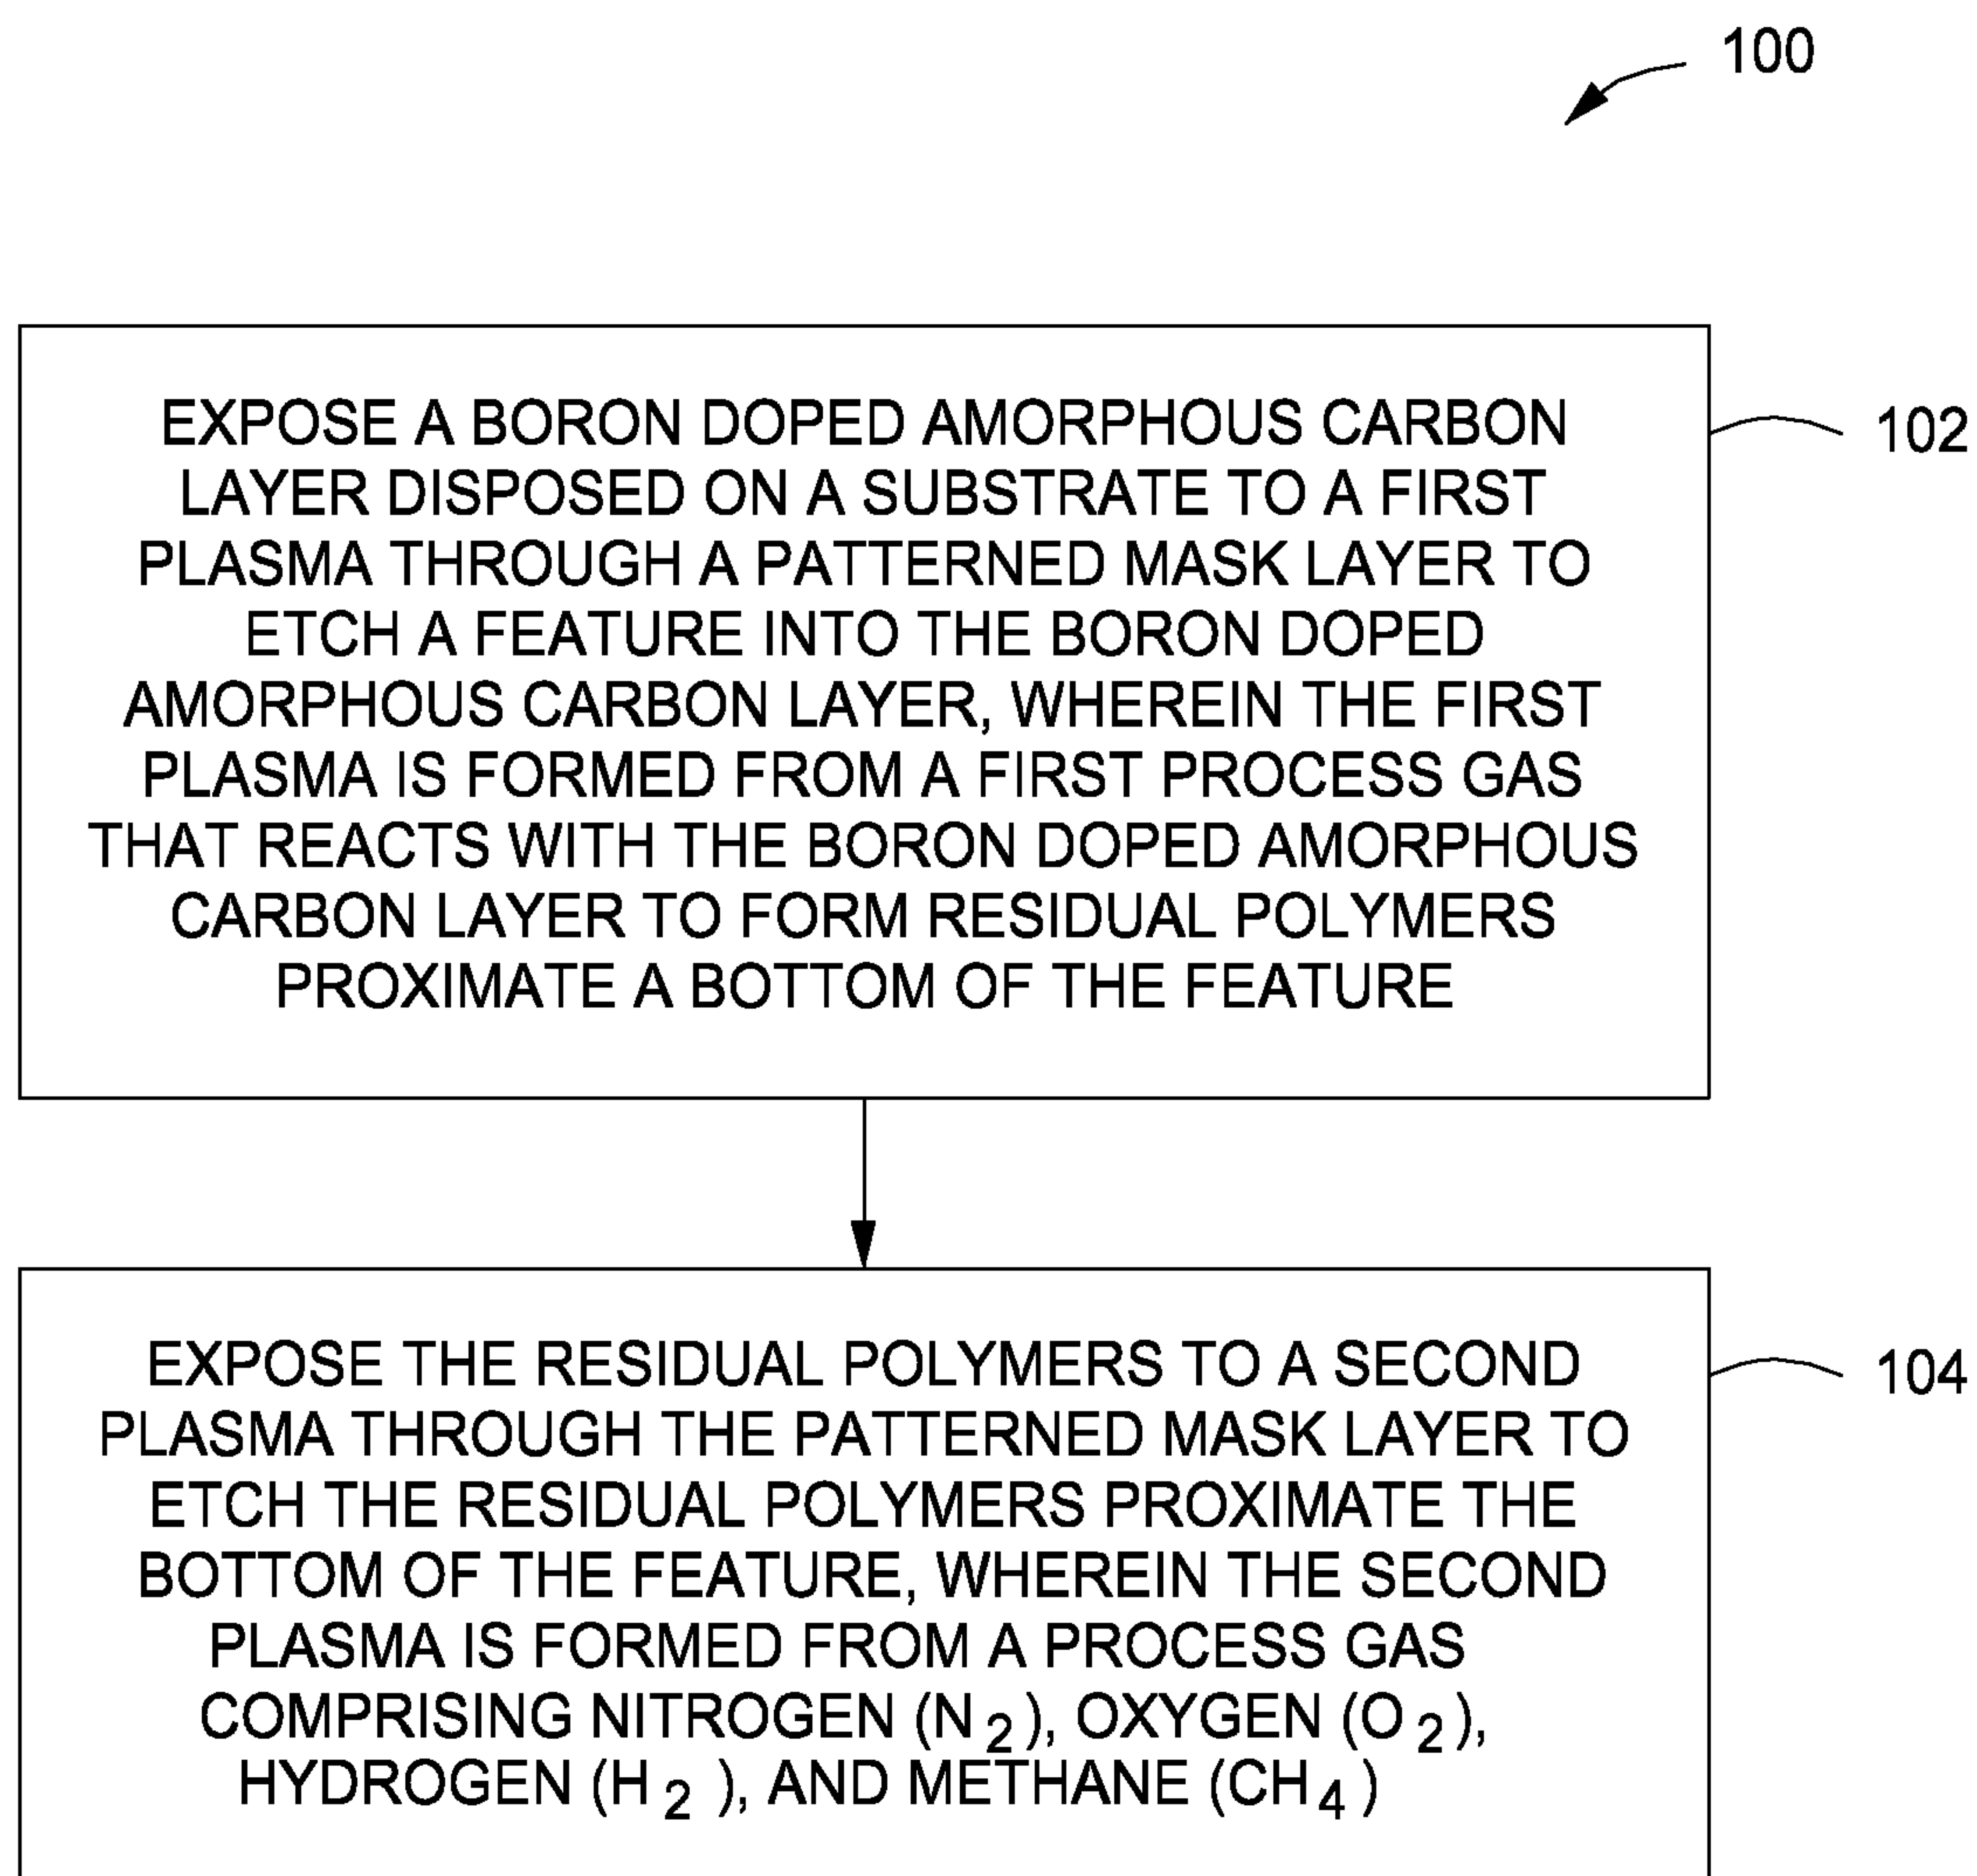 100
EXPOSE A BORON DOPED AMORPHOUS CARBON
LAYER DISPOSED ON A SUBSTRATE TO A FIRST
PLASMA THROUGH A PATTERNED MASK LAYER TO
ETCH A FEATURE INTO THE BORON DOPED
AMORPHOUS CARBON LAYER, WHEREIN THE FIRST
PLASMA IS FORMED FROM A FIRST PROCESS GAS
THAT REACTS WITH THE BORON DOPED AMORPHOUS
CARBON LAYER TO FORM RESIDUAL POLYMERS
PROXIMATE A BOTTOM OF THE FEATURE
102
EXPOSE THE RESIDUAL POLYMERS TO A SECOND
PLASMA THROUGH THE PATTERNED MASK LAYER TO
ETCH THE RESIDUAL POLYMERS PROXIMATE THE
BOTTOM OF THE FEATURE, WHEREIN THE SECOND
PLASMA IS FORMED FROM A PROCESS GAS
COMPRISING NITROGEN (N₂), OXYGEN (O₂),
HYDROGEN (H₂), AND METHANE (CH₄)
104